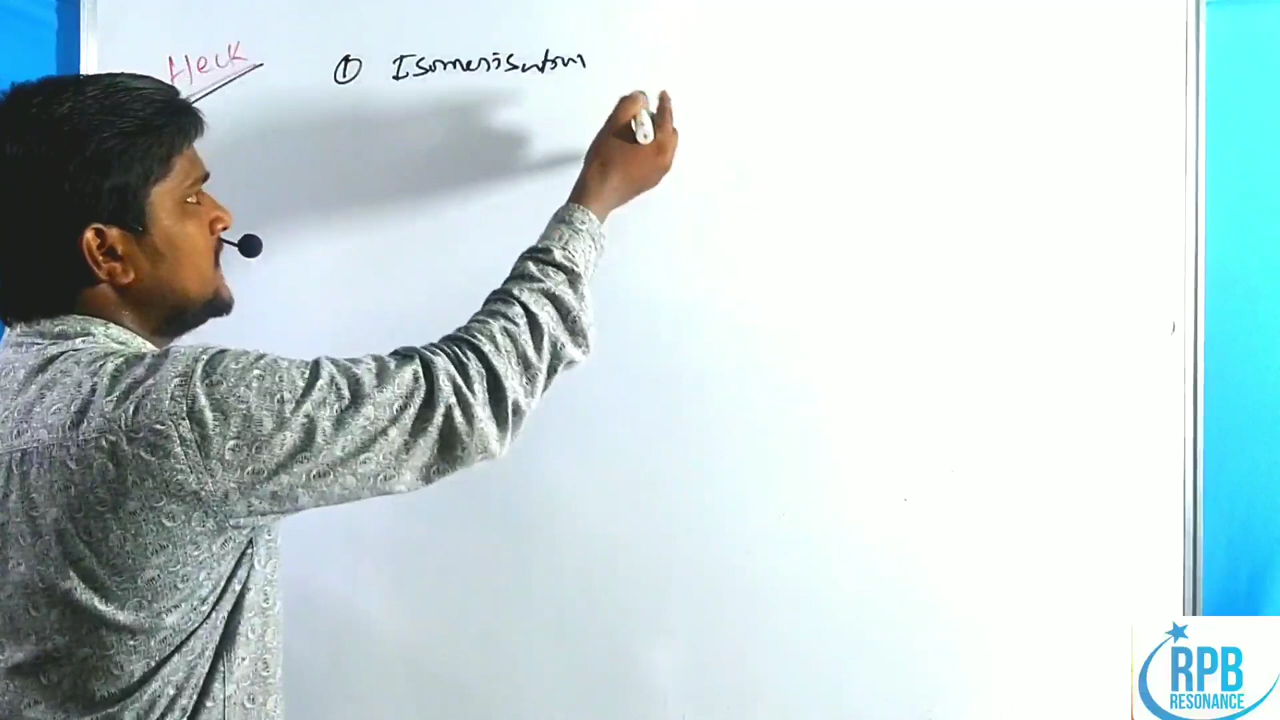 Heck
① Isomerisation
RPB
RESONANCE